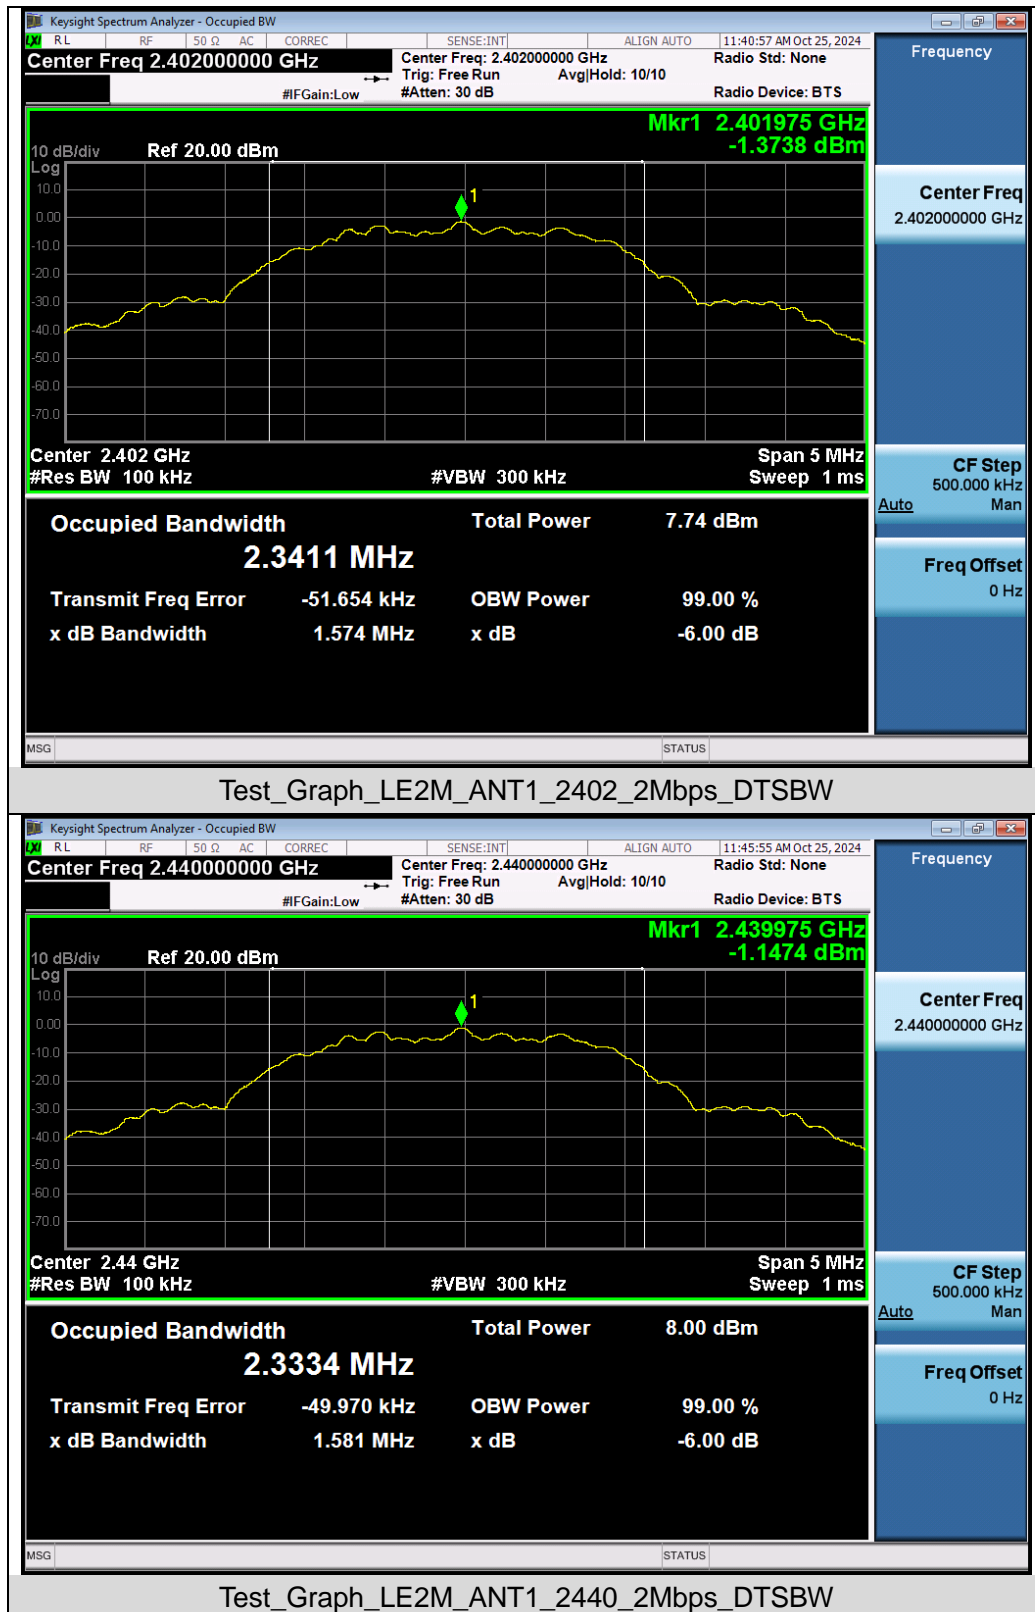 Keysight Spectrum Analyzer - Occupied BW
LXI RL RF 50 Ω AC CORREC SENSE:INT ALIGN AUTO 11:40:57 AM Oct 25, 2024
Center Freq 2.402000000 GHz
Center Freq: 2.402000000 GHz
Radio Std: None
Trig: Free Run Avg|Hold: 10/10
#IFGain:Low
#Atten: 30 dB
Radio Device: BTS
Frequency
Mkr1 2.401975 GHz
-1.3738 dBm
10 dB/div Ref 20.00 dBm
Log
10.0
0.00
-10.0
-20.0
-30.0
-40.0
-50.0
-60.0
-70.0
1
Center 2.402 GHz Span 5 MHz
#Res BW 100 kHz #VBW 300 kHz Sweep 1 ms
Center Freq
2.402000000 GHz
CF Step
500.000 kHz
Auto Man
Freq Offset
0 Hz
Occupied Bandwidth Total Power 7.74 dBm
2.3411 MHz
Transmit Freq Error -51.654 kHz OBW Power 99.00 %
x dB Bandwidth 1.574 MHz x dB -6.00 dB
MSG STATUS
Test_Graph_LE2M_ANT1_2402_2Mbps_DTSBW
Keysight Spectrum Analyzer - Occupied BW
LXI RL RF 50 Ω AC CORREC SENSE:INT ALIGN AUTO 11:45:55 AM Oct 25, 2024
Center Freq 2.440000000 GHz
Center Freq: 2.440000000 GHz
Radio Std: None
Trig: Free Run Avg|Hold: 10/10
#IFGain:Low
#Atten: 30 dB
Radio Device: BTS
Frequency
Mkr1 2.439975 GHz
-1.1474 dBm
10 dB/div Ref 20.00 dBm
Log
10.0
0.00
-10.0
-20.0
-30.0
-40.0
-50.0
-60.0
-70.0
1
Center 2.44 GHz Span 5 MHz
#Res BW 100 kHz #VBW 300 kHz Sweep 1 ms
Center Freq
2.440000000 GHz
CF Step
500.000 kHz
Auto Man
Freq Offset
0 Hz
Occupied Bandwidth Total Power 8.00 dBm
2.3334 MHz
Transmit Freq Error -49.970 kHz OBW Power 99.00 %
x dB Bandwidth 1.581 MHz x dB -6.00 dB
MSG STATUS
Test_Graph_LE2M_ANT1_2440_2Mbps_DTSBW